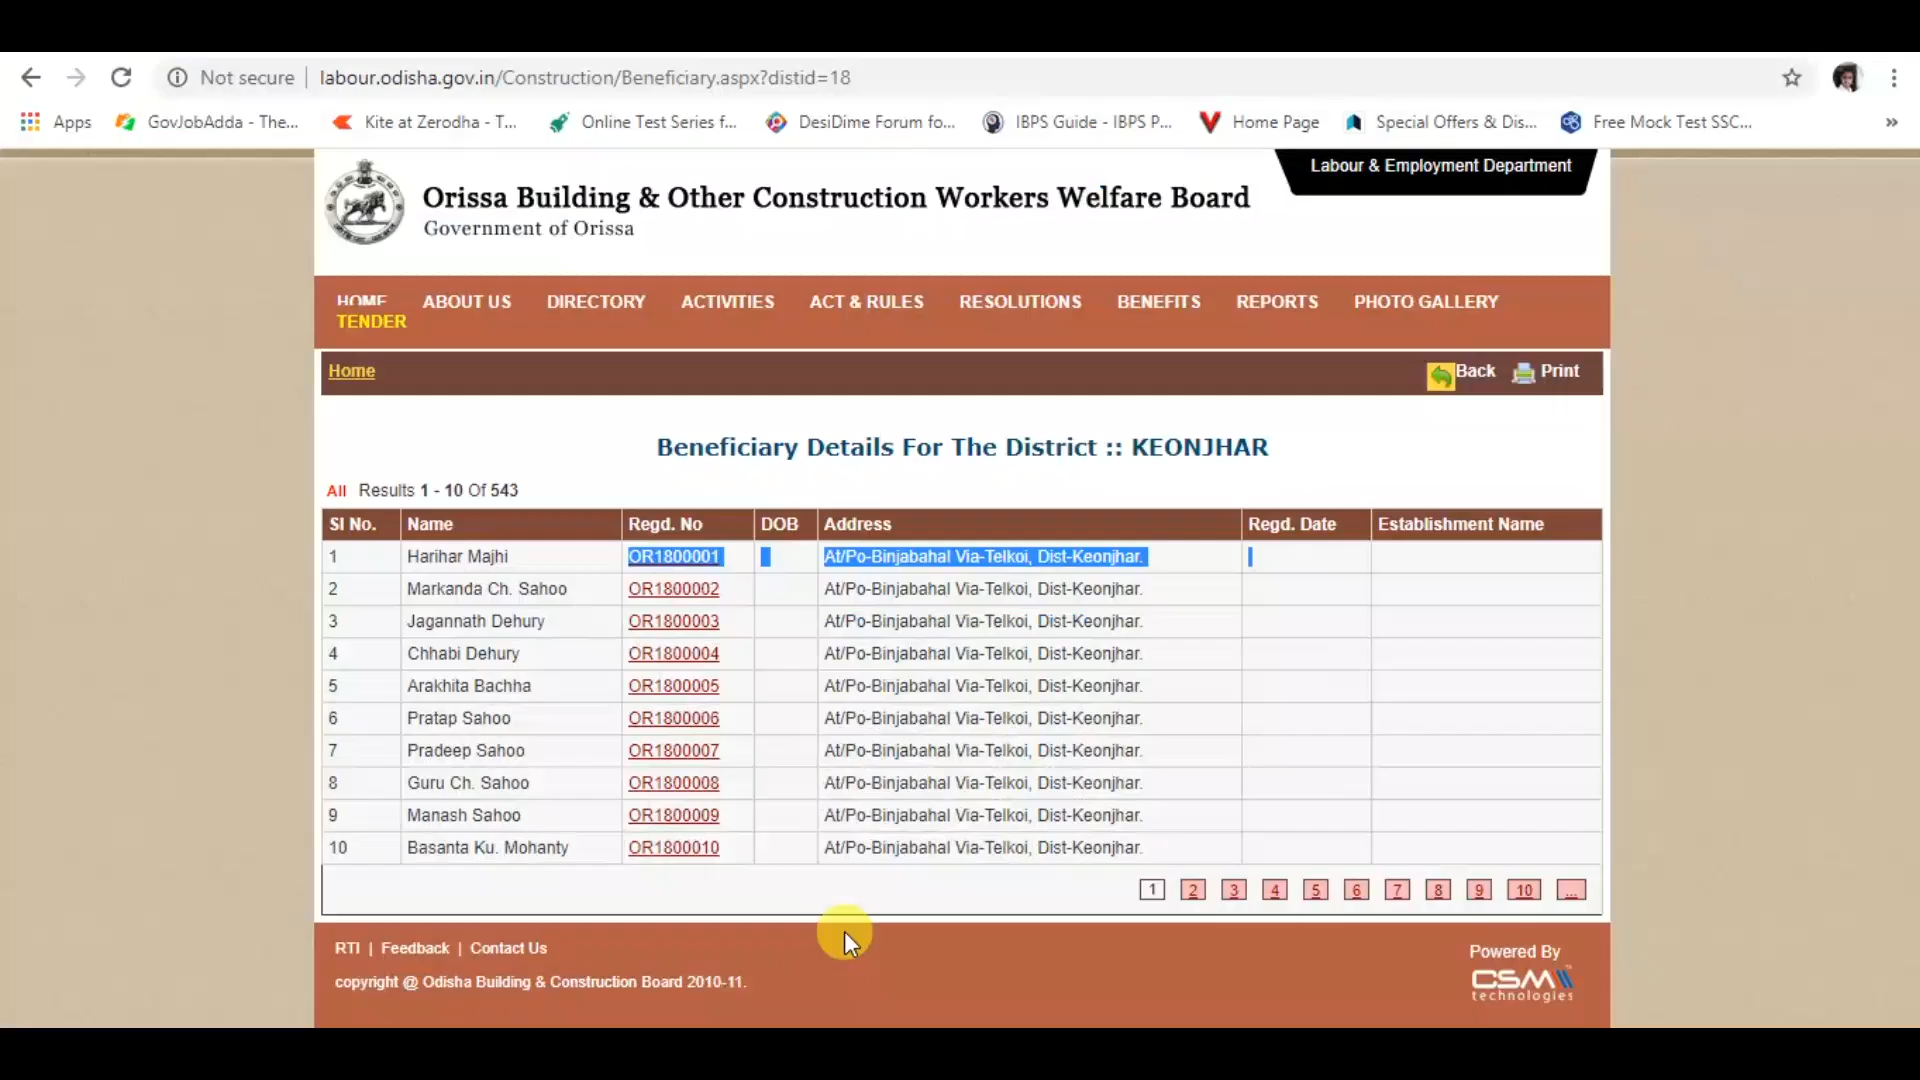 Not secure | labour.odisha.gov.in/Construction/Beneficiary.aspx?distid=18
Apps GovJobAdda - The... Kite at Zerodha - T... Online Test Series f... DesiDime Forum fo... IBPS Guide - IBPS P... Home Page Special Offers & Dis... Free Mock Test SSC... »
Labour & Employment Department
Orissa Building & Other Construction Workers Welfare Board
Government of Orissa
HOME ABOUT US DIRECTORY ACTIVITIES ACT & RULES RESOLUTIONS BENEFITS REPORTS PHOTO GALLERY
TENDER
Home Back Print
Beneficiary Details For The District :: KEONJHAR
All Results 1 - 10 Of 543
Sl No. Name Regd. No DOB Address Regd. Date Establishment Name
1 Harihar Majhi OR1800001 At/Po-Binjabahal Via-Telkoi, Dist-Keonjhar.
2 Markanda Ch. Sahoo OR1800002 At/Po-Binjabahal Via-Telkoi, Dist-Keonjhar.
3 Jagannath Dehury OR1800003 At/Po-Binjabahal Via-Telkoi, Dist-Keonjhar.
4 Chhabi Dehury OR1800004 At/Po-Binjabahal Via-Telkoi, Dist-Keonjhar.
5 Arakhita Bachha OR1800005 At/Po-Binjabahal Via-Telkoi, Dist-Keonjhar.
6 Pratap Sahoo OR1800006 At/Po-Binjabahal Via-Telkoi, Dist-Keonjhar.
7 Pradeep Sahoo OR1800007 At/Po-Binjabahal Via-Telkoi, Dist-Keonjhar.
8 Guru Ch. Sahoo OR1800008 At/Po-Binjabahal Via-Telkoi, Dist-Keonjhar.
9 Manash Sahoo OR1800009 At/Po-Binjabahal Via-Telkoi, Dist-Keonjhar.
10 Basanta Ku. Mohanty OR1800010 At/Po-Binjabahal Via-Telkoi, Dist-Keonjhar.
1 2 3 4 5 6 7 8 9 10 ...
RTI | Feedback | Contact Us
Powered By
copyright @ Odisha Building & Construction Board 2010-11.
CSM
technologies